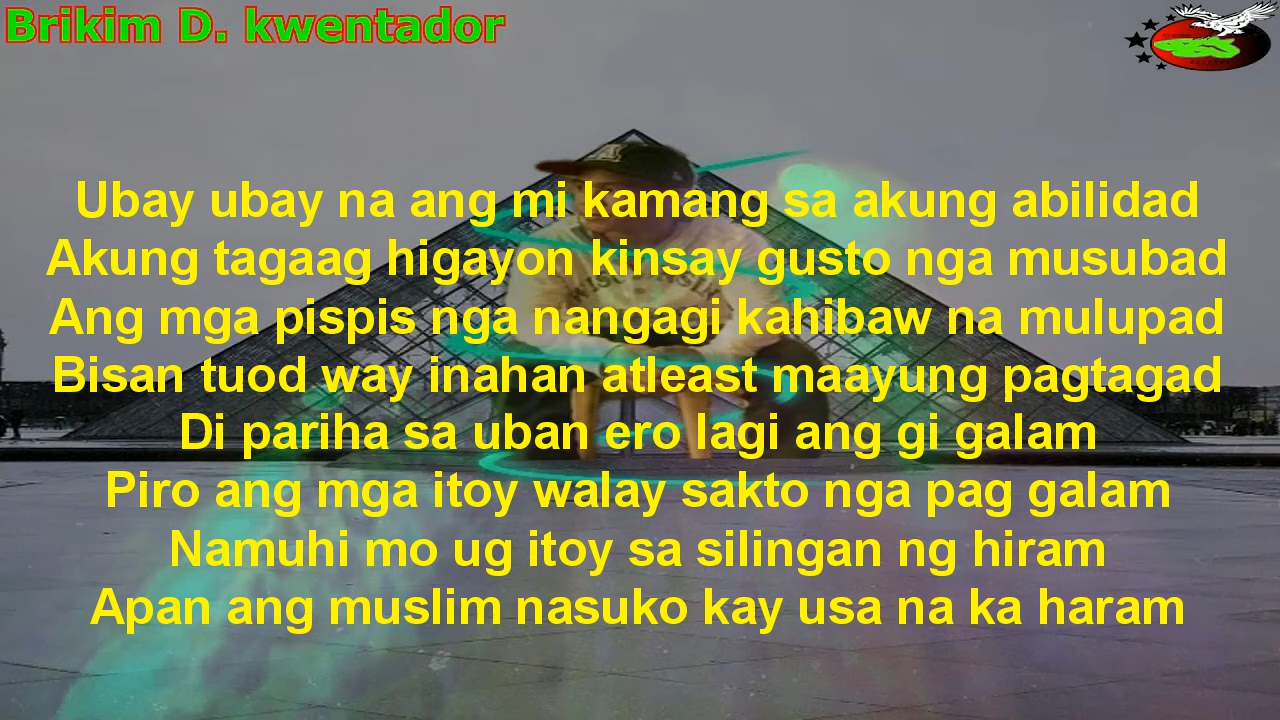 Brikim D. kwentador
Ubay ubay na ang mi kamang sa akung abilidad
Akung tagaag higayon kinsay gusto nga musubad
Ang mga pispis nga nangagi kahibaw na mulupad
Bisan tuod way inahan atleast maayung pagtagad
Di pariha sa uban ero lagi ang gi galam
Piro ang mga itoy walay sakto nga pag galam
Namuhi mo ug itoy sa silingan ng hiram
Apan ang muslim nasuko kay usa na ka haram